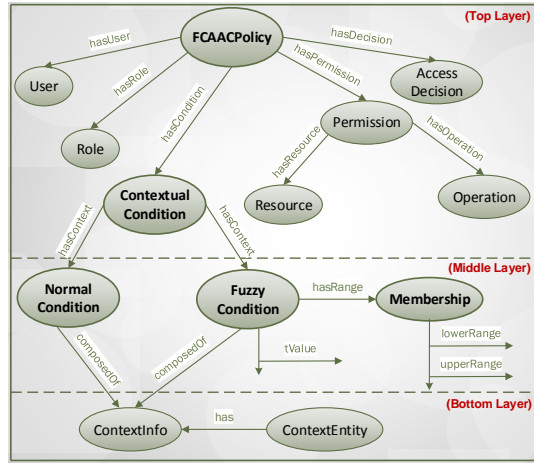 (Top Layer)
FCAACPolicy
hasUser
hasDecision
hasRole
hasPermission
User
Access
Decision
hasCondition
Permission
Role
hasResource
hasOperation
Contextual
Condition
Resource
Operation
hasContext
hasContext
(Middle Layer)
Normal
Condition
Fuzzy
Condition
hasRange
Membership
lowerRange
tValue
upperRange
composedOf
composedOf
(Bottom Layer)
ContextInfo
has
ContextEntity